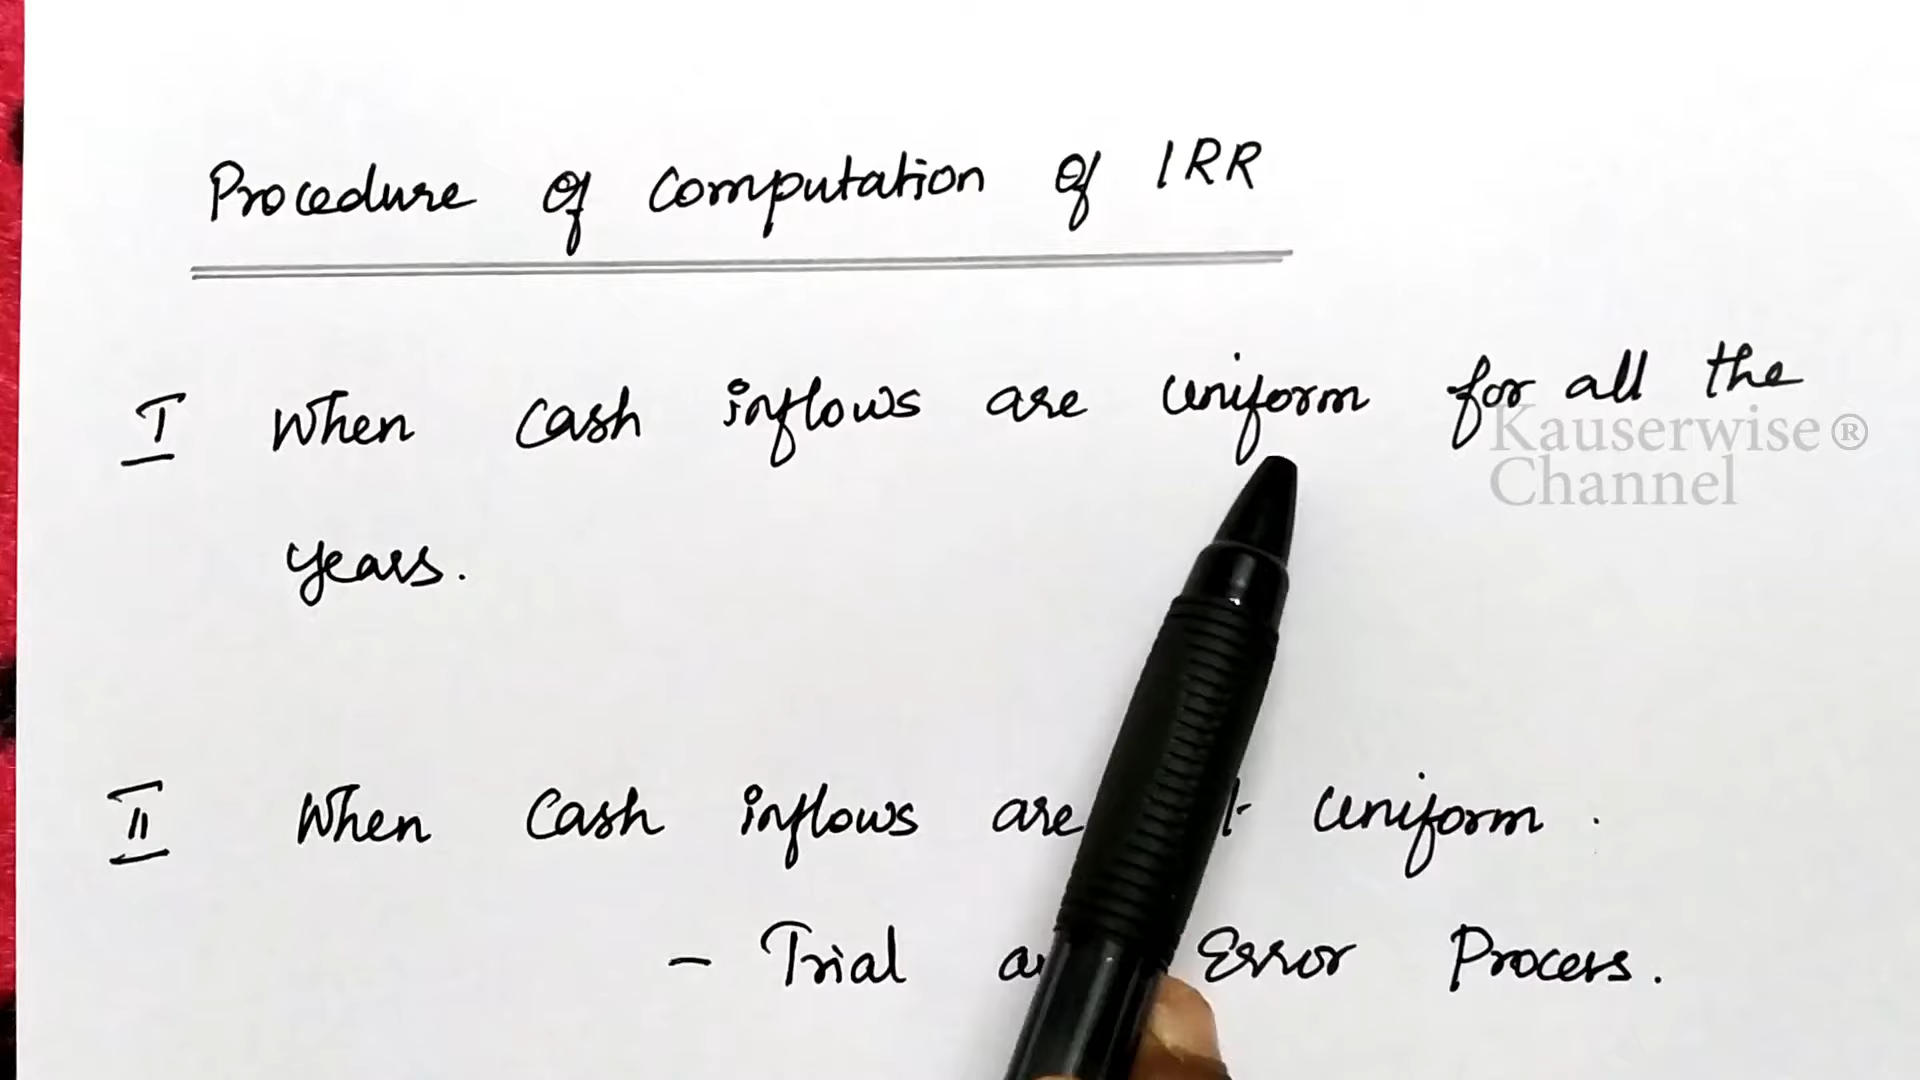 Procedure of computation of IRR
I When cash inflows are uniform for all the
years.
Kauserwise®
Channel
II When cash inflows are uniform.
- Trial Error Process.